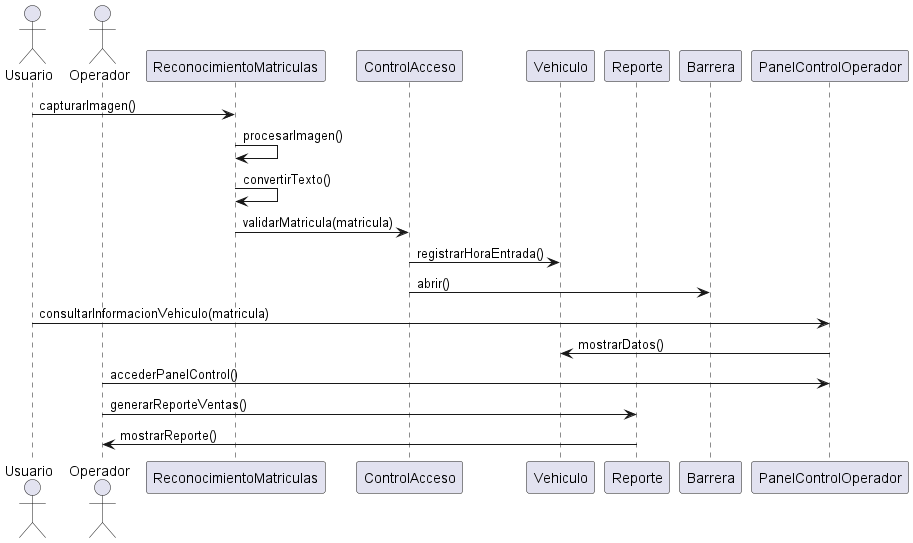 Usuario
Operador
ReconocimientoMatriculas
ControlAcceso
Vehiculo
Reporte
Barrera
PanelControlOperador
capturarImagen()
procesarImagen()
convertirTexto()
validarMatricula(matricula)
registrarHoraEntrada()
abrir()
consultarInformacionVehiculo(matricula)
mostrarDatos()
accederPanelControl()
generarReporteVentas()
mostrarReporte()
Usuario
Operador
ReconocimientoMatriculas
ControlAcceso
Vehiculo
Reporte
Barrera
PanelControlOperador